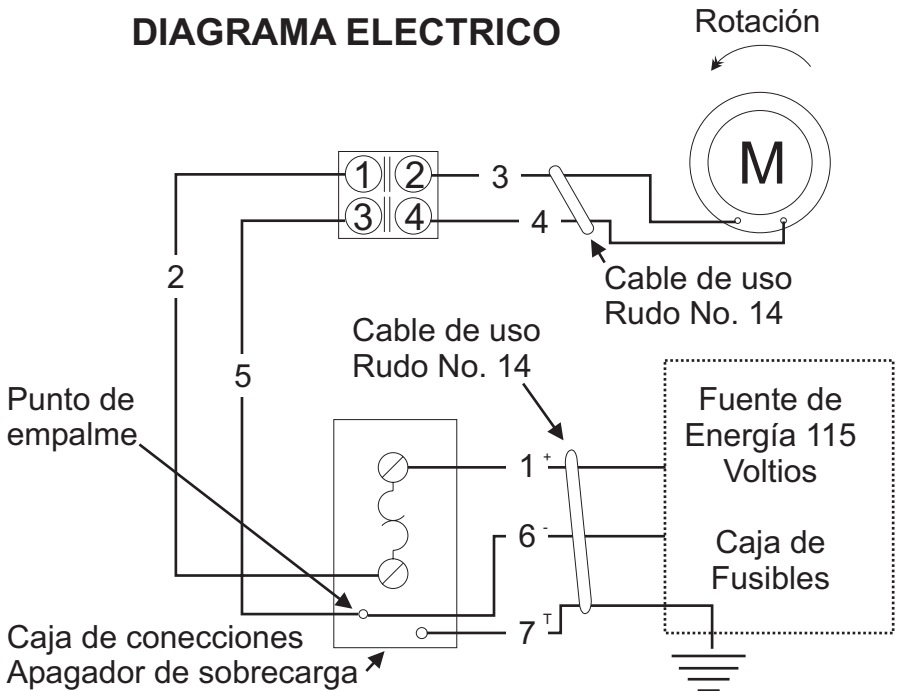 DIAGRAMA ELECTRICO
Rotación
M
1 2
3 4
3
4
2
5
Cable de uso
Rudo No. 14
Cable de uso
Rudo No. 14
Punto de
empalme
Fuente de
Energía 115
Voltios
Caja de
Fusibles
1 +
6 -
7 T
Caja de conecciones
Apagador de sobrecarga